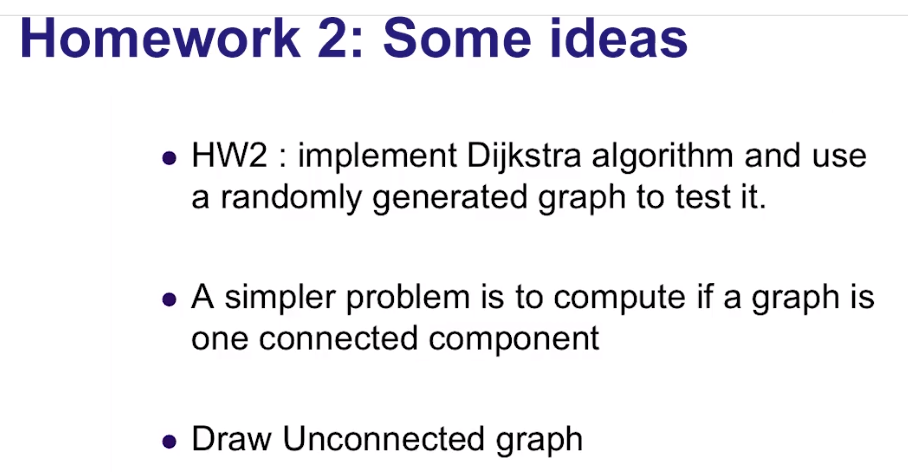 Homework 2: Some ideas
• HW2 : implement Dijkstra algorithm and use
a randomly generated graph to test it.
• A simpler problem is to compute if a graph is
one connected component
• Draw Unconnected graph